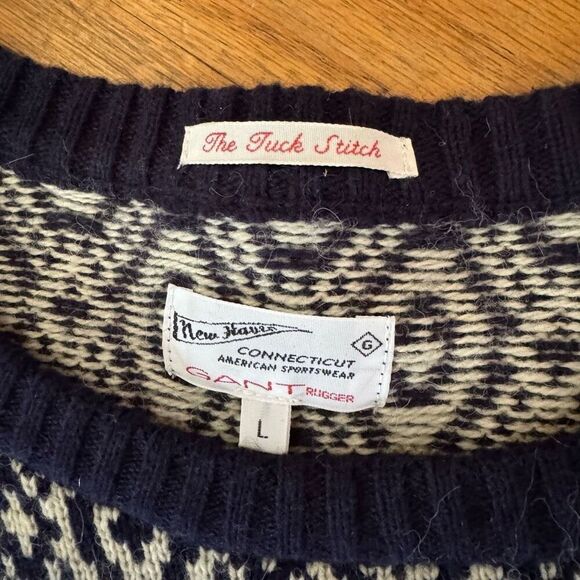 The Tuck Stitch
New Haven
G
CONNECTICUT
AMERICAN SPORTSWEAR
GANT RUGGER
L